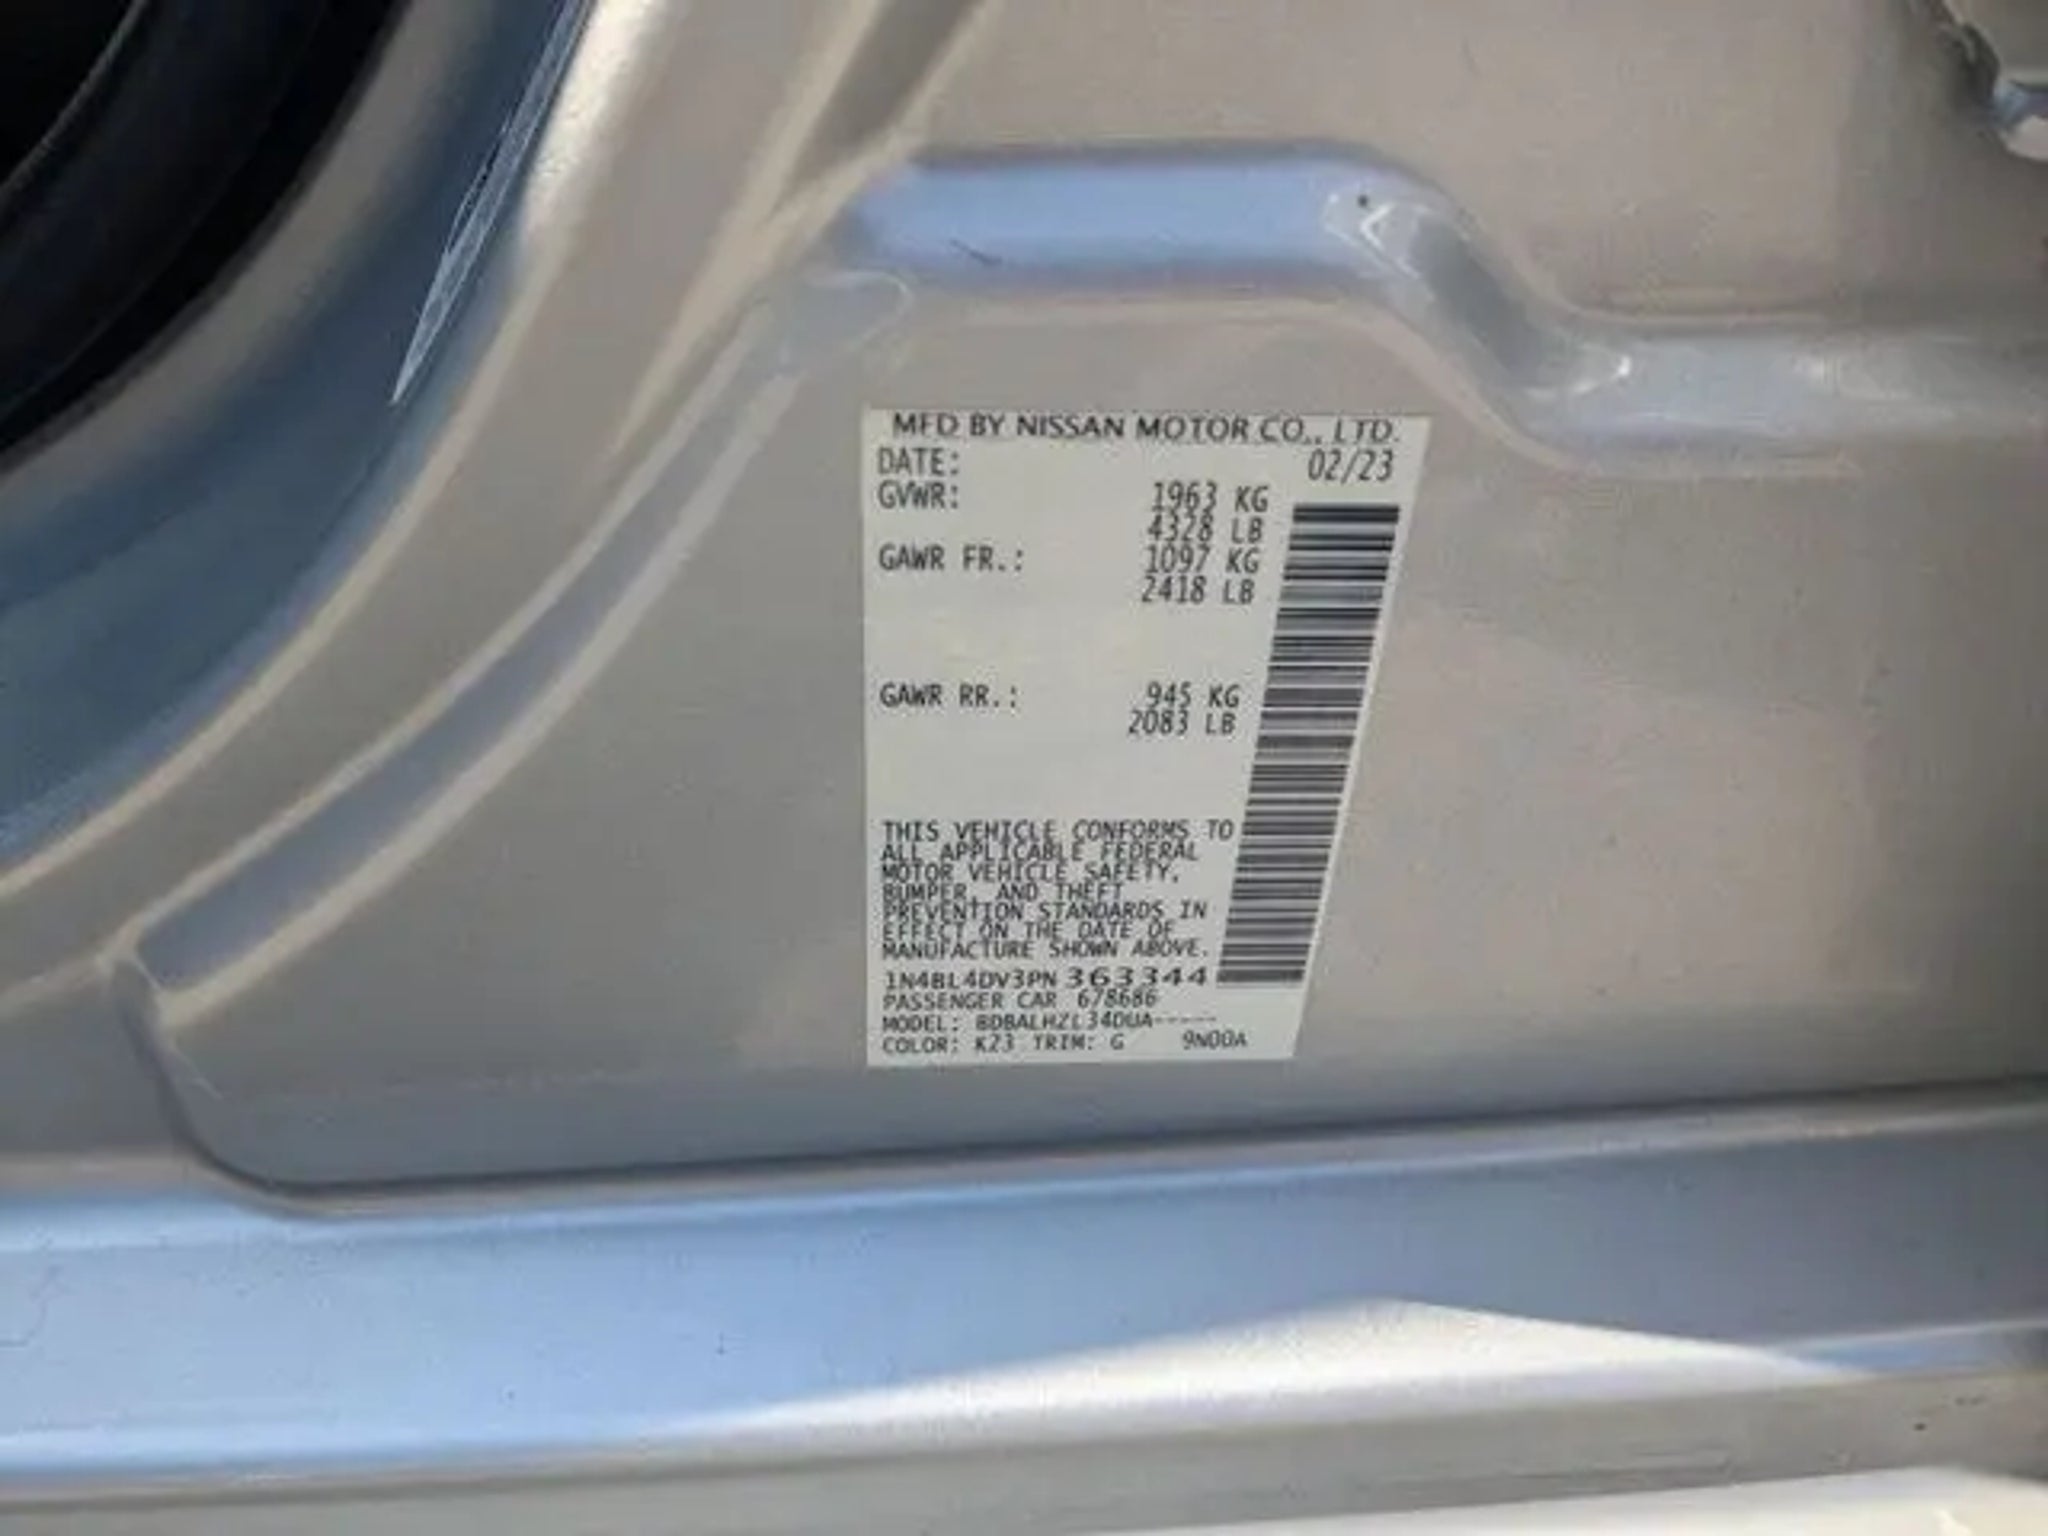 MFD BY NISSAN MOTOR CO., LTD.
DATE: 02/23
GVWR: 1963 KG
4328 LB
GAWR FR.: 1097 KG
2418 LB
GAWR RR.: 945 KG
2083 LB
THIS VEHICLE CONFORMS TO
ALL APPLICABLE FEDERAL
MOTOR VEHICLE SAFETY,
BUMPER, AND THEFT
PREVENTION STANDARDS IN
EFFECT ON THE DATE OF
MANUFACTURE SHOWN ABOVE.
1N4BL4DV3PN 363344
PASSENGER CAR 678686
MODEL: BDBALHZL34DUA-----
COLOR: K23 TRIM: G 9N00A